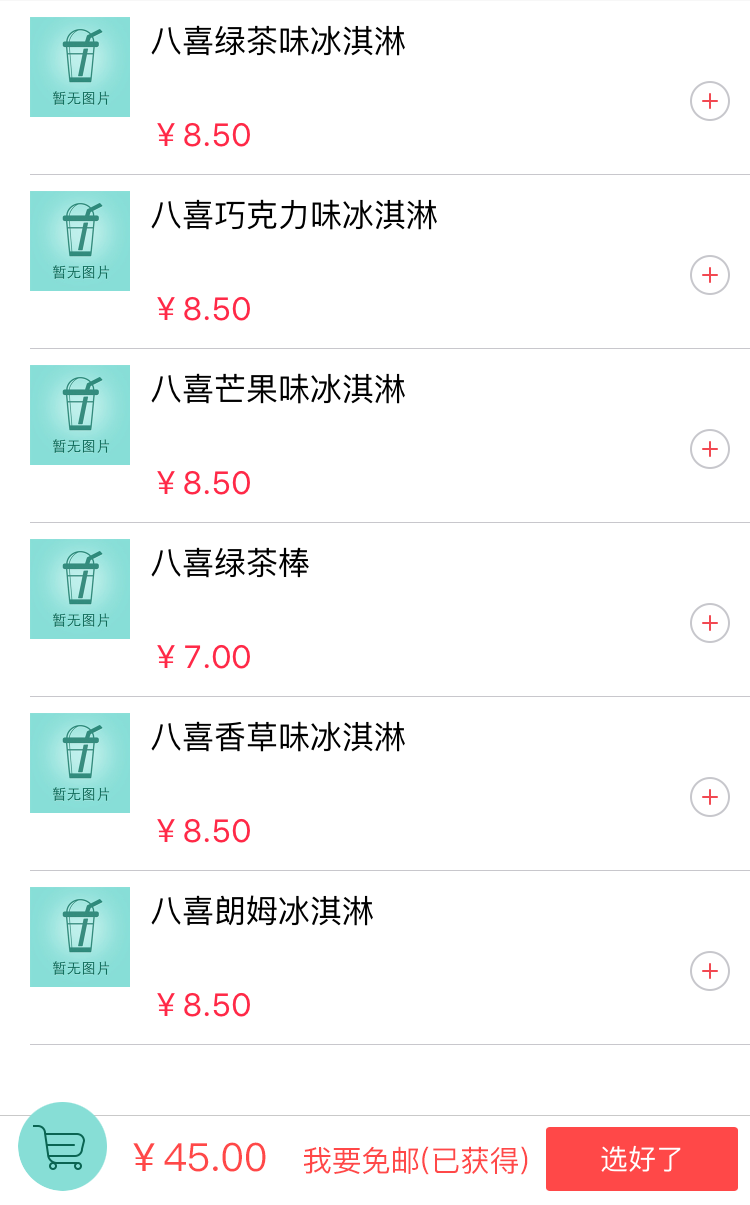 八喜绿茶味冰淇淋
暂无图片
¥ 8.50
八喜巧克力味冰淇淋
暂无图片
¥ 8.50
八喜芒果味冰淇淋
暂无图片
¥ 8.50
八喜绿茶棒
暂无图片
¥ 7.00
八喜香草味冰淇淋
暂无图片
¥ 8.50
八喜朗姆冰淇淋
暂无图片
¥ 8.50
¥ 45.00 我要免邮(已获得) 选好了